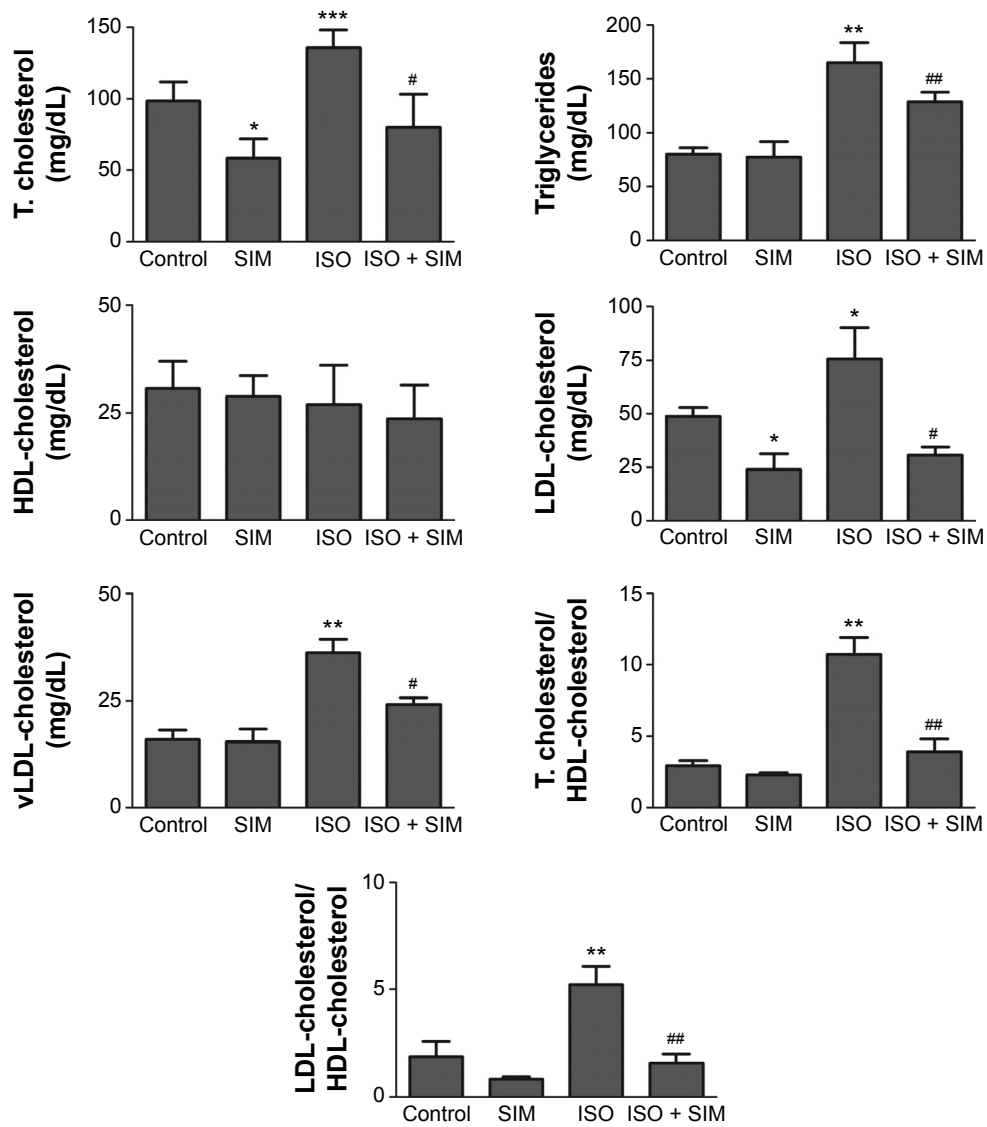 T. cholesterol
(mg/dL)
150
100
50
0
***
*
#
Control SIM ISO ISO + SIM
Triglycerides
(mg/dL)
200
150
100
50
0
**
##
Control SIM ISO ISO + SIM
HDL-cholesterol
(mg/dL)
50
25
0
Control SIM ISO ISO + SIM
LDL-cholesterol
(mg/dL)
100
75
50
25
0
*
*
#
Control SIM ISO ISO + SIM
vLDL-cholesterol
(mg/dL)
50
25
0
**
#
Control SIM ISO ISO + SIM
T. cholesterol/
HDL-cholesterol
15
10
5
0
**
##
Control SIM ISO ISO + SIM
LDL-cholesterol/
HDL-cholesterol
10
5
0
**
##
Control SIM ISO ISO + SIM